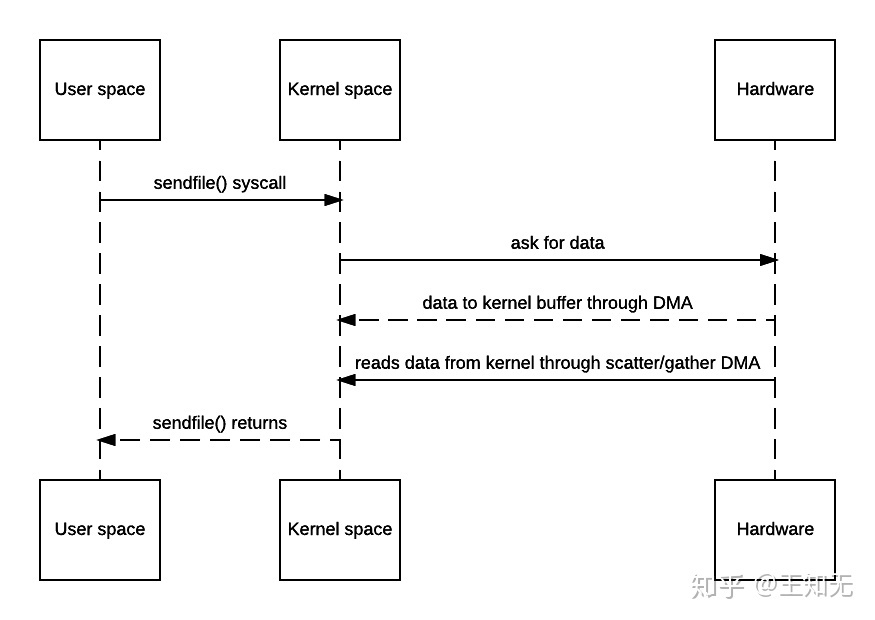 User space
Kernel space
Hardware
sendfile() syscall
ask for data
data to kernel buffer through DMA
reads data from kernel through scatter/gather DMA
sendfile() returns
User space
Kernel space
Hardware
知乎 @王知无